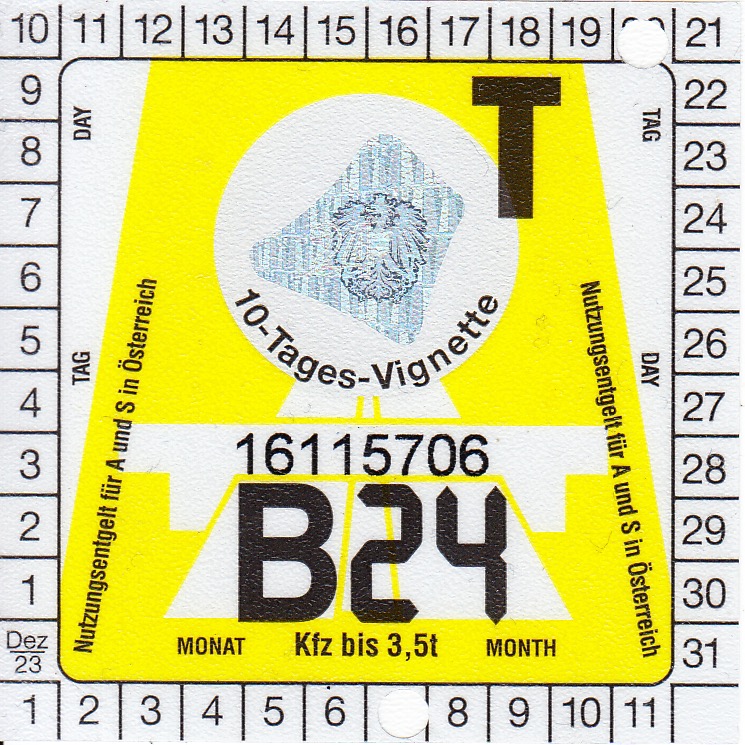 10 11 12 13 14 15 16 17 18 19 21
9 22
8 23
7 24
6 25
5 26
4 27
3 28
2 29
1 30
Dez
23
31
1 2 3 4 5 6 8 9 10 11
DAY
TAG
T
10-Tages-Vignette
TAG
DAY
Nutzungsentgelt für A und S in Österreich
Nutzungsentgelt für A und S in Österreich
16115706
B24
MONAT Kfz bis 3,5t MONTH